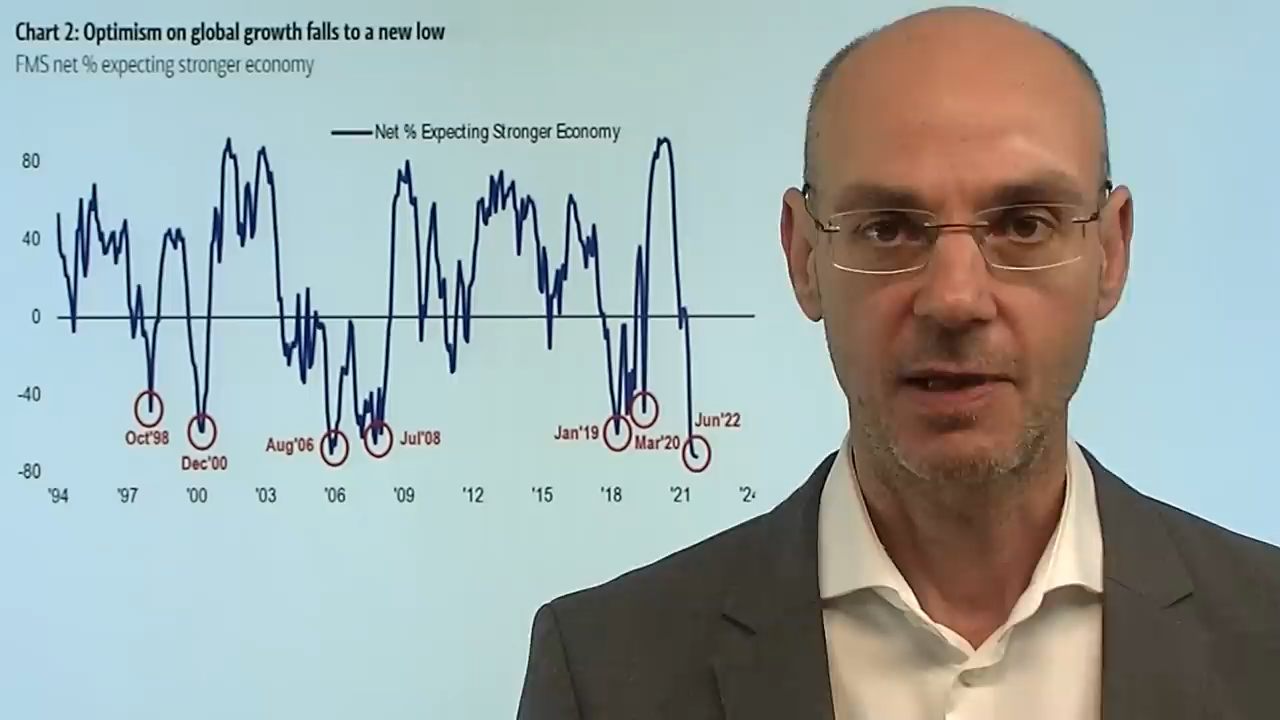 Chart 2: Optimism on global growth falls to a new low
FMS net % expecting stronger economy
Net % Expecting Stronger Economy
80
40
0
-40
-80
Oct'98
Dec'00
Aug'06
Jul'08
Jan'19
Mar'20
Jun'22
'94 '97 '00 '03 '06 '09 '12 '15 '18 '21